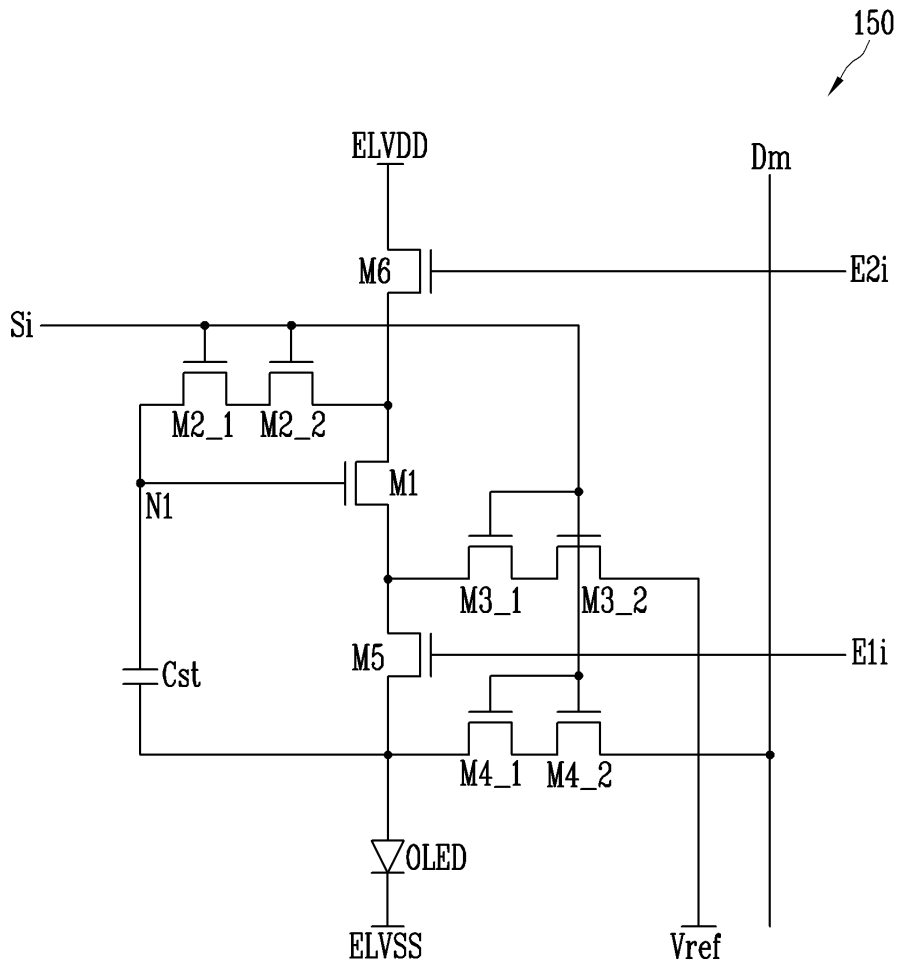 150
ELVDD
Dm
M6
E2i
Si
M2_1
M2_2
M1
N1
M3_1
M3_2
M5
E1i
Cst
M4_1
M4_2
OLED
ELVSS
Vref